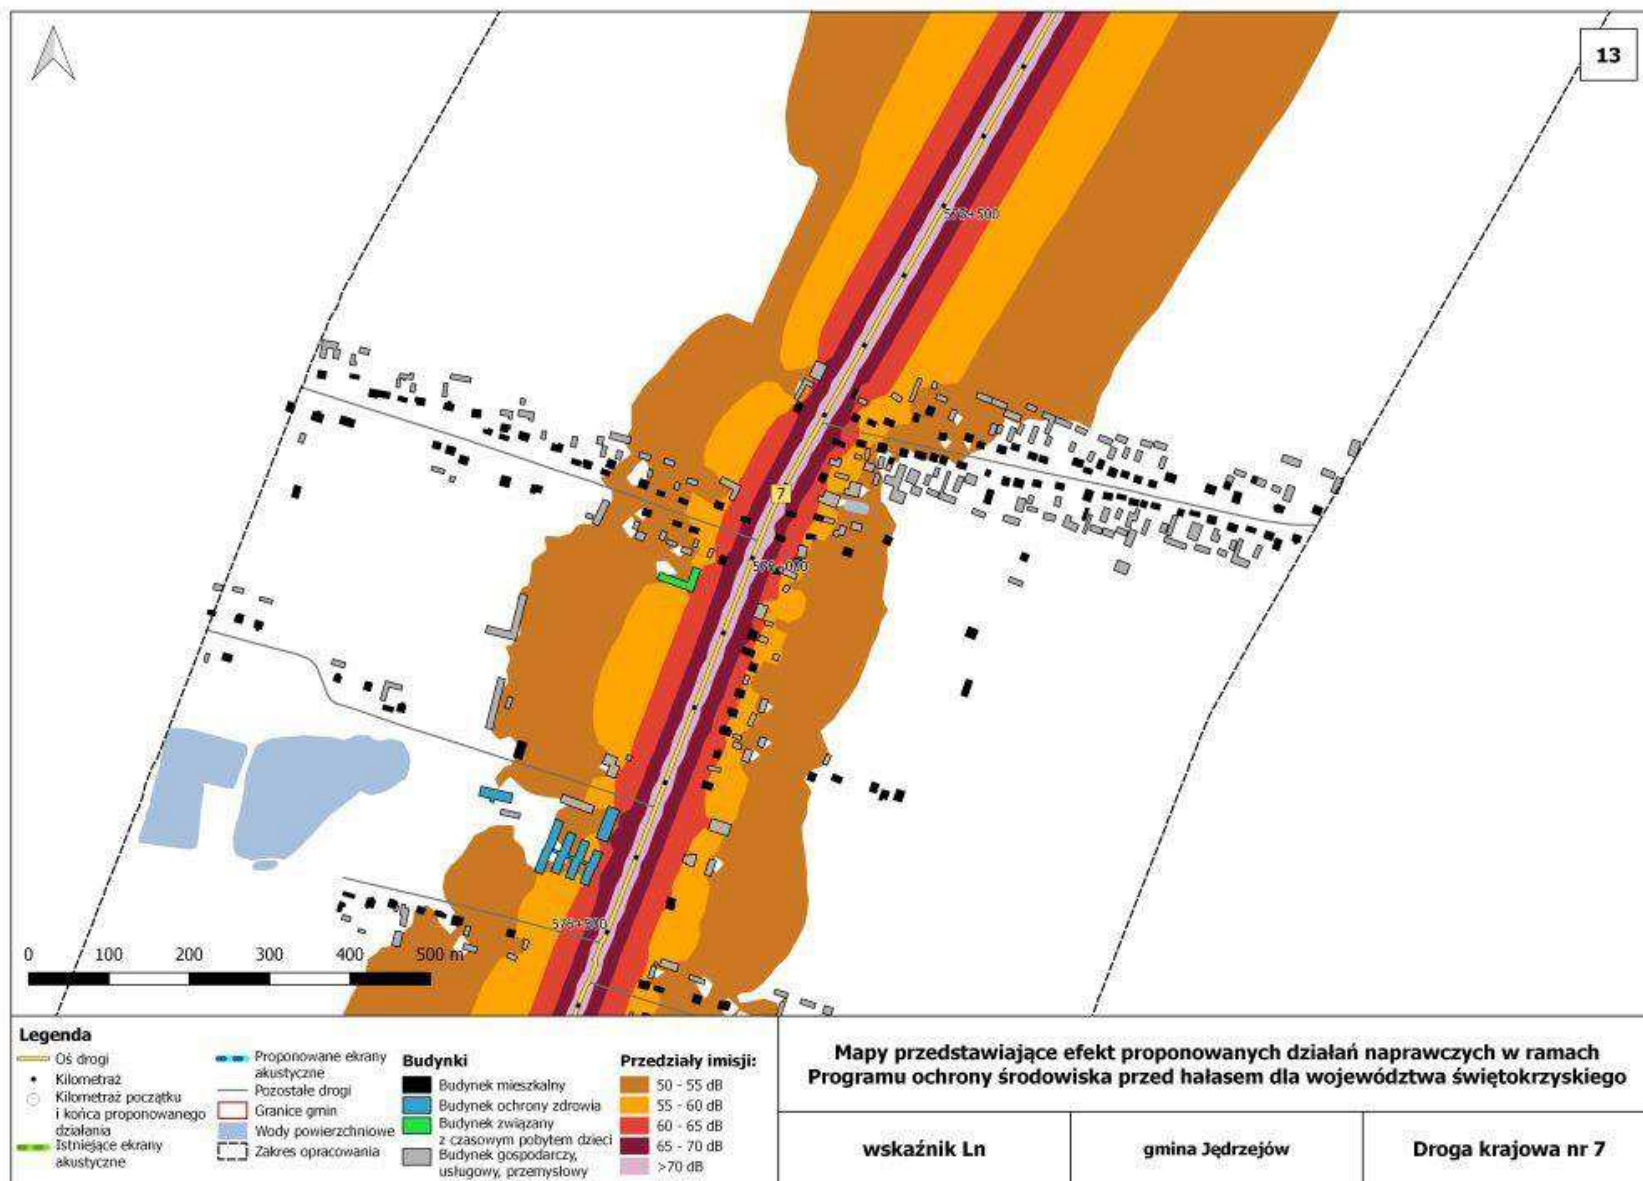 13
578+500
7
0 100 200 300 400 500 m
Legenda
Oś drogi
Kilometraż
Kilometraż początku
i końca proponowanego
działania
Istniejące ekrany
akustyczne
Proponowane ekrany
akustyczne
Pozostałe drogi
Granice gmin
Wody powierzchniowe
Zakres opracowania
Budynki
Budynek mieszkalny
Budynek ochrony zdrowia
Budynek związany
z czasowym pobytem dzieci
Budynek gospodarczy,
usługowy, przemysłowy
Przedziały imisji:
50 - 55 dB
55 - 60 dB
60 - 65 dB
65 - 70 dB
>70 dB
Mapy przedstawiające efekt proponowanych działań naprawczych w ramach
Programu ochrony środowiska przed hałasem dla województwa świętokrzyskiego
wskaźnik Ln
gmina Jędrzejów
Droga krajowa nr 7